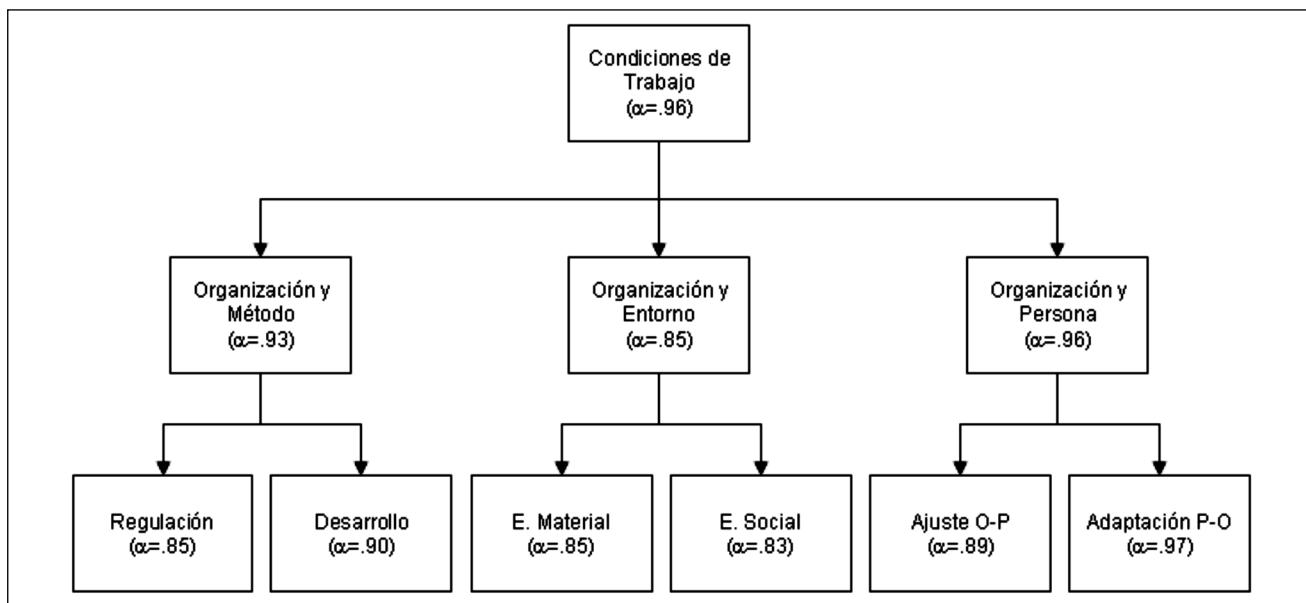 Condiciones de
Trabajo
(α=.96)
Organización y
Método
(α=.93)
Organización y
Entorno
(α=.85)
Organización y
Persona
(α=.96)
Regulación
(α=.85)
Desarrollo
(α=.90)
E. Material
(α=.85)
E. Social
(α=.83)
Ajuste O-P
(α=.89)
Adaptación P-O
(α=.97)